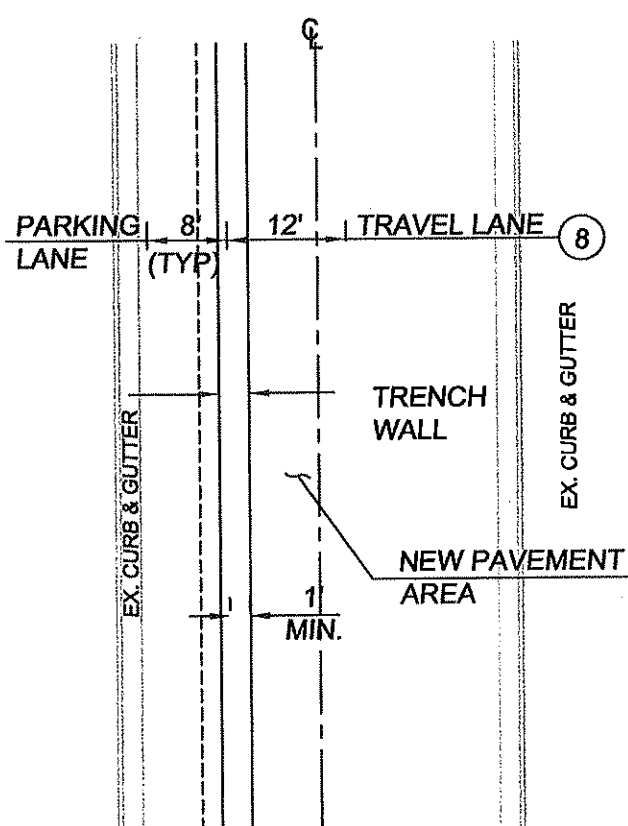 ℄
PARKING LANE
8'
(TYP)
12'
TRAVEL LANE
8
EX. CURB & GUTTER
TRENCH
WALL
EX. CURB & GUTTER
NEW PAVEMENT
AREA
1'
MIN.